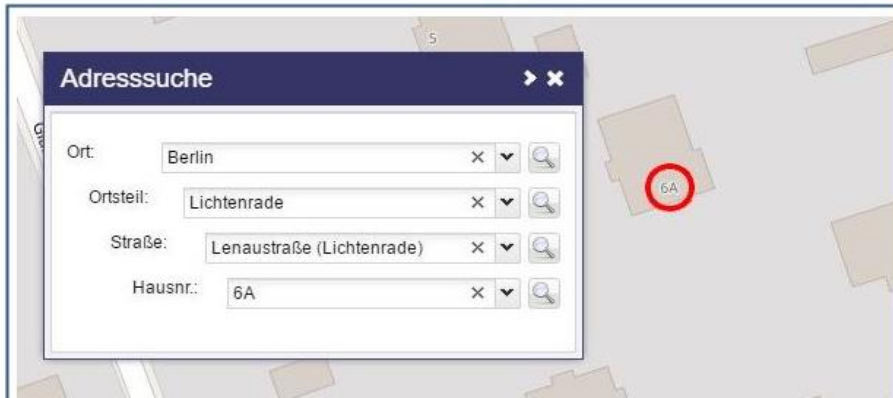 5
Adresssuche
Ort: Berlin
Ortsteil: Lichtenrade
Straße: Lenaustraße (Lichtenrade)
Hausnr.: 6A
6A